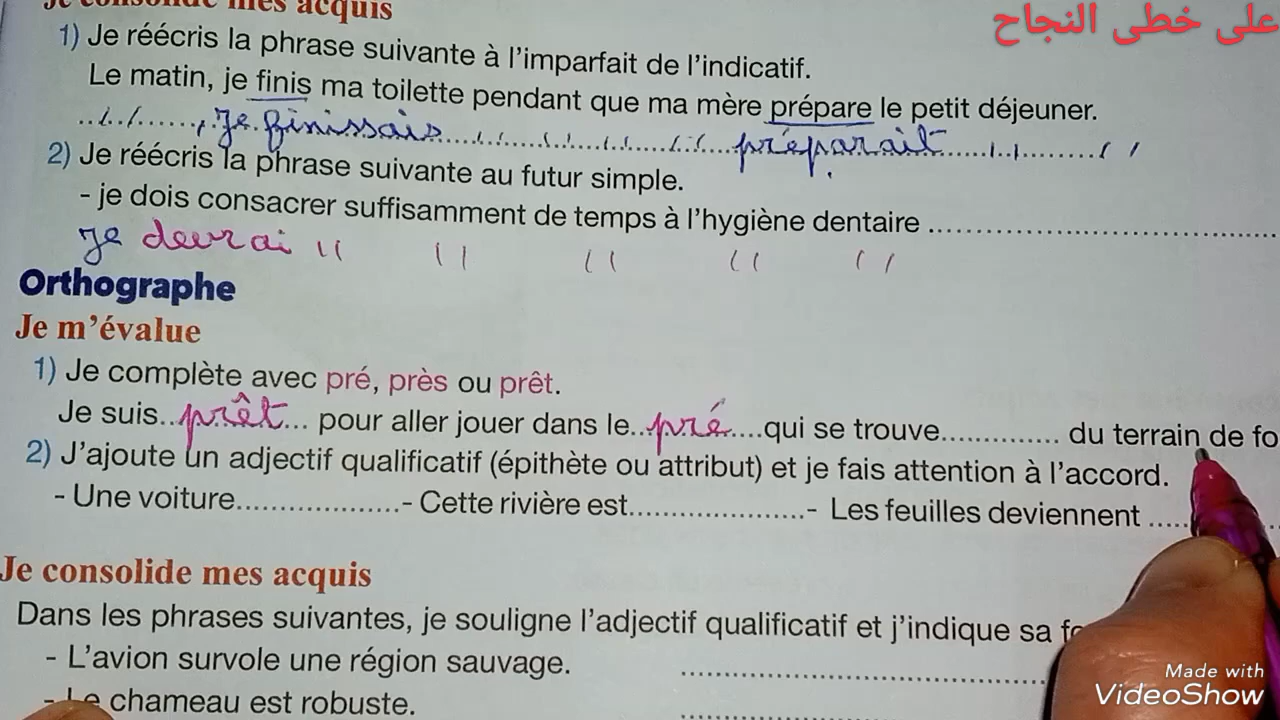 Je consolide mes acquis
على خطى النجاح
1) Je réécris la phrase suivante à l'imparfait de l'indicatif.
Le matin, je finis ma toilette pendant que ma mère prépare le petit déjeuner.
..ı./......, je finissais.....ı ı.....ı ı.....ı ı.....ı ı....préparait.....ı ı........ı ı
2) Je réécris la phrase suivante au futur simple.
- je dois consacrer suffisamment de temps à l'hygiène dentaire ........................................
je devrai ıı ıı ıı ıı ıı
Orthographe
Je m'évalue
1) Je complète avec pré, près ou prêt.
Je suis..prêt... pour aller jouer dans le..pré....qui se trouve.............. du terrain de fo
2) J'ajoute un adjectif qualificatif (épithète ou attribut) et je fais attention à l'accord.
- Une voiture....................- Cette rivière est.....................- Les feuilles deviennent .....
Je consolide mes acquis
Dans les phrases suivantes, je souligne l'adjectif qualificatif et j'indique sa
- L'avion survole une région sauvage. ............................................
- Le chameau est robuste. ............................................
Made with
VideoShow